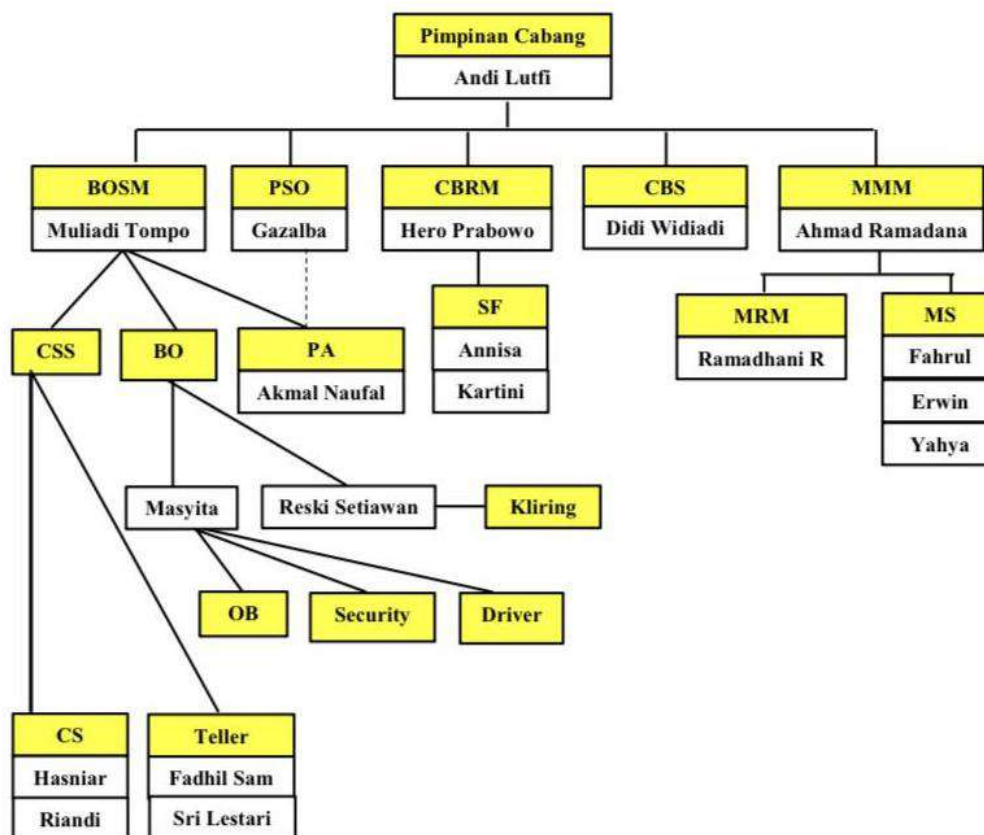 Pimpinan Cabang
Andi Lutfi
BOSM
Muliadi Tompo
PSO
Gazalba
CBRM
Hero Prabowo
CBS
Didi Widiadi
MMM
Ahmad Ramadana
CSS
BO
PA
Akmal Naufal
SF
Annisa
Kartini
MRM
Ramadhani R
MS
Fahrul
Erwin
Yahya
Masyita
Reski Setiawan
Kliring
OB
Security
Driver
CS
Hasniar
Riandi
Teller
Fadhil Sam
Sri Lestari